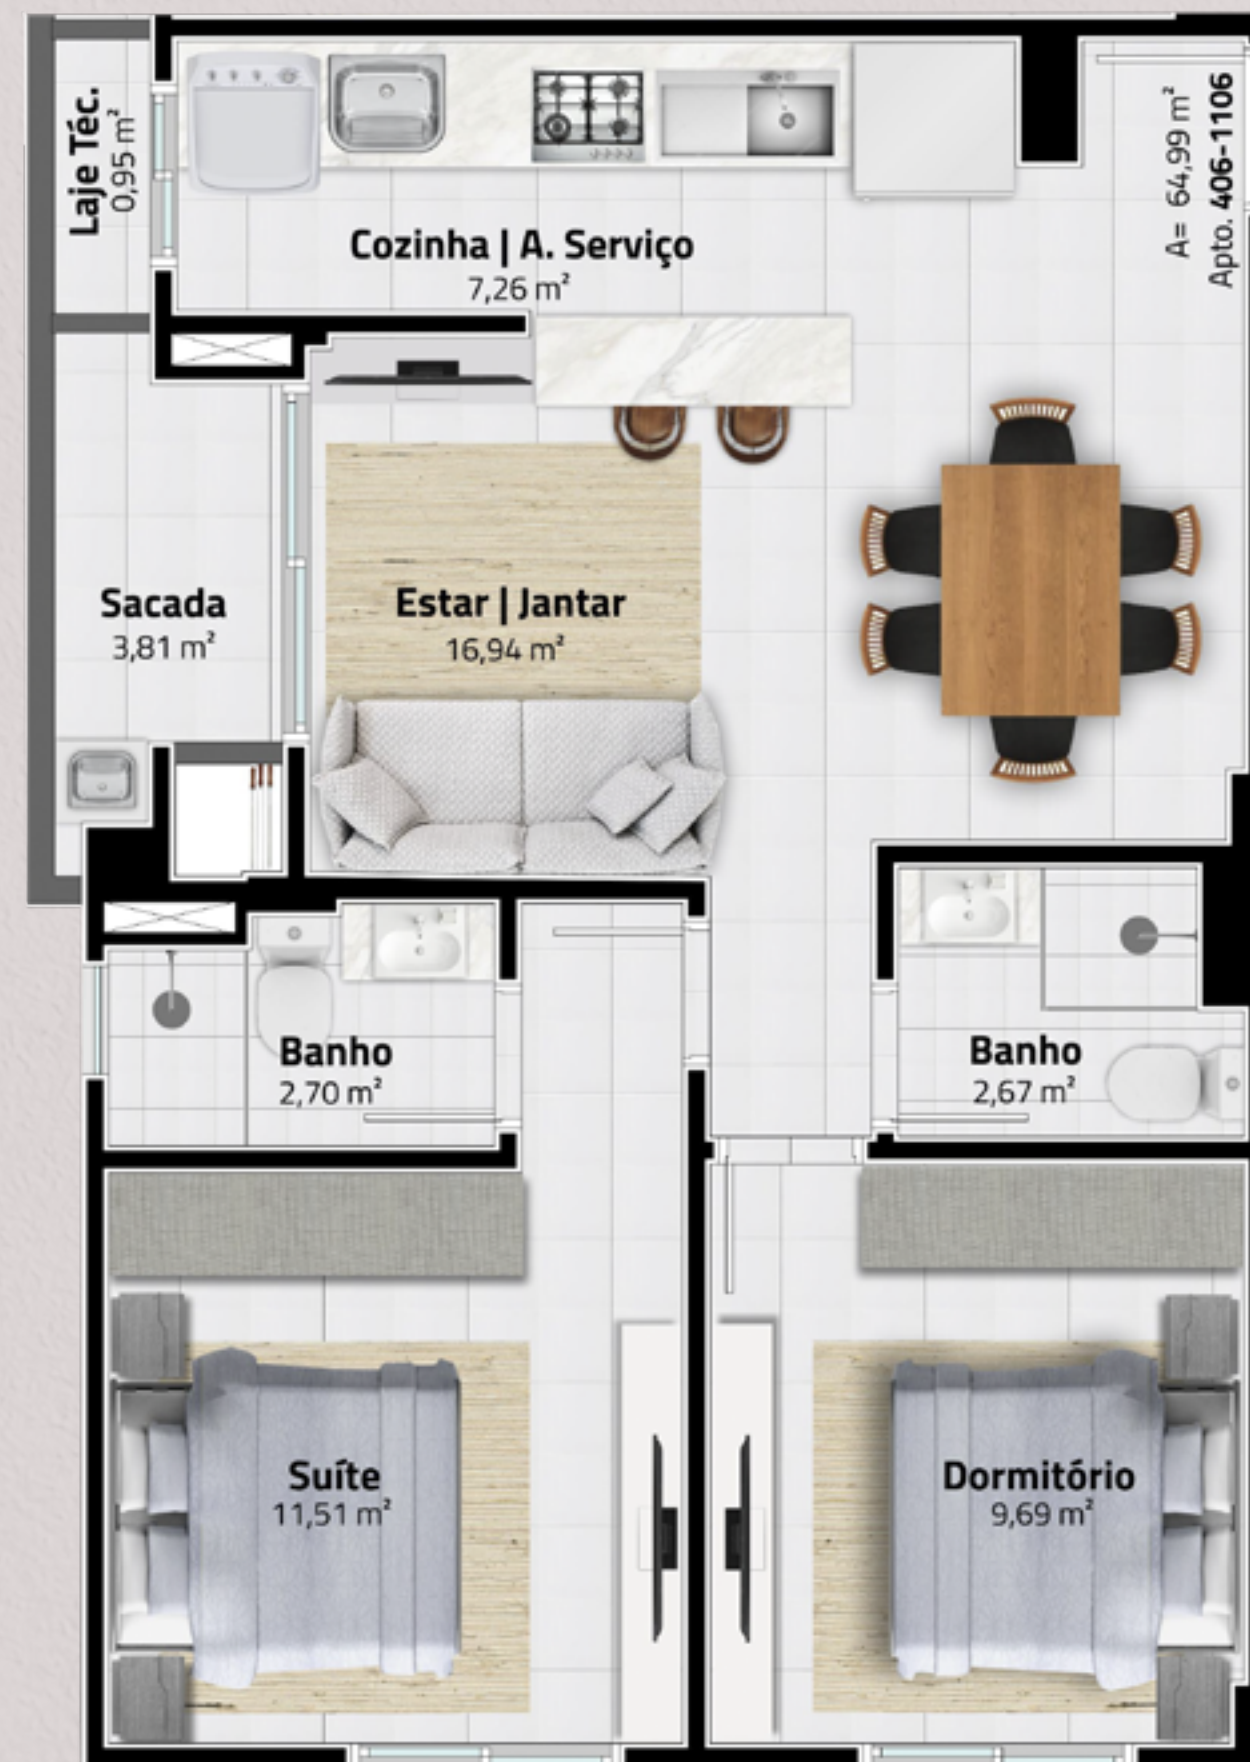 Laje Téc.
0,95 m²
Cozinha | A. Serviço
7,26 m²
A= 64,99 m²
Apto. 406-1106
Sacada
3,81 m²
Estar | Jantar
16,94 m²
Banho
2,70 m²
Banho
2,67 m²
Suíte
11,51 m²
Dormitório
9,69 m²